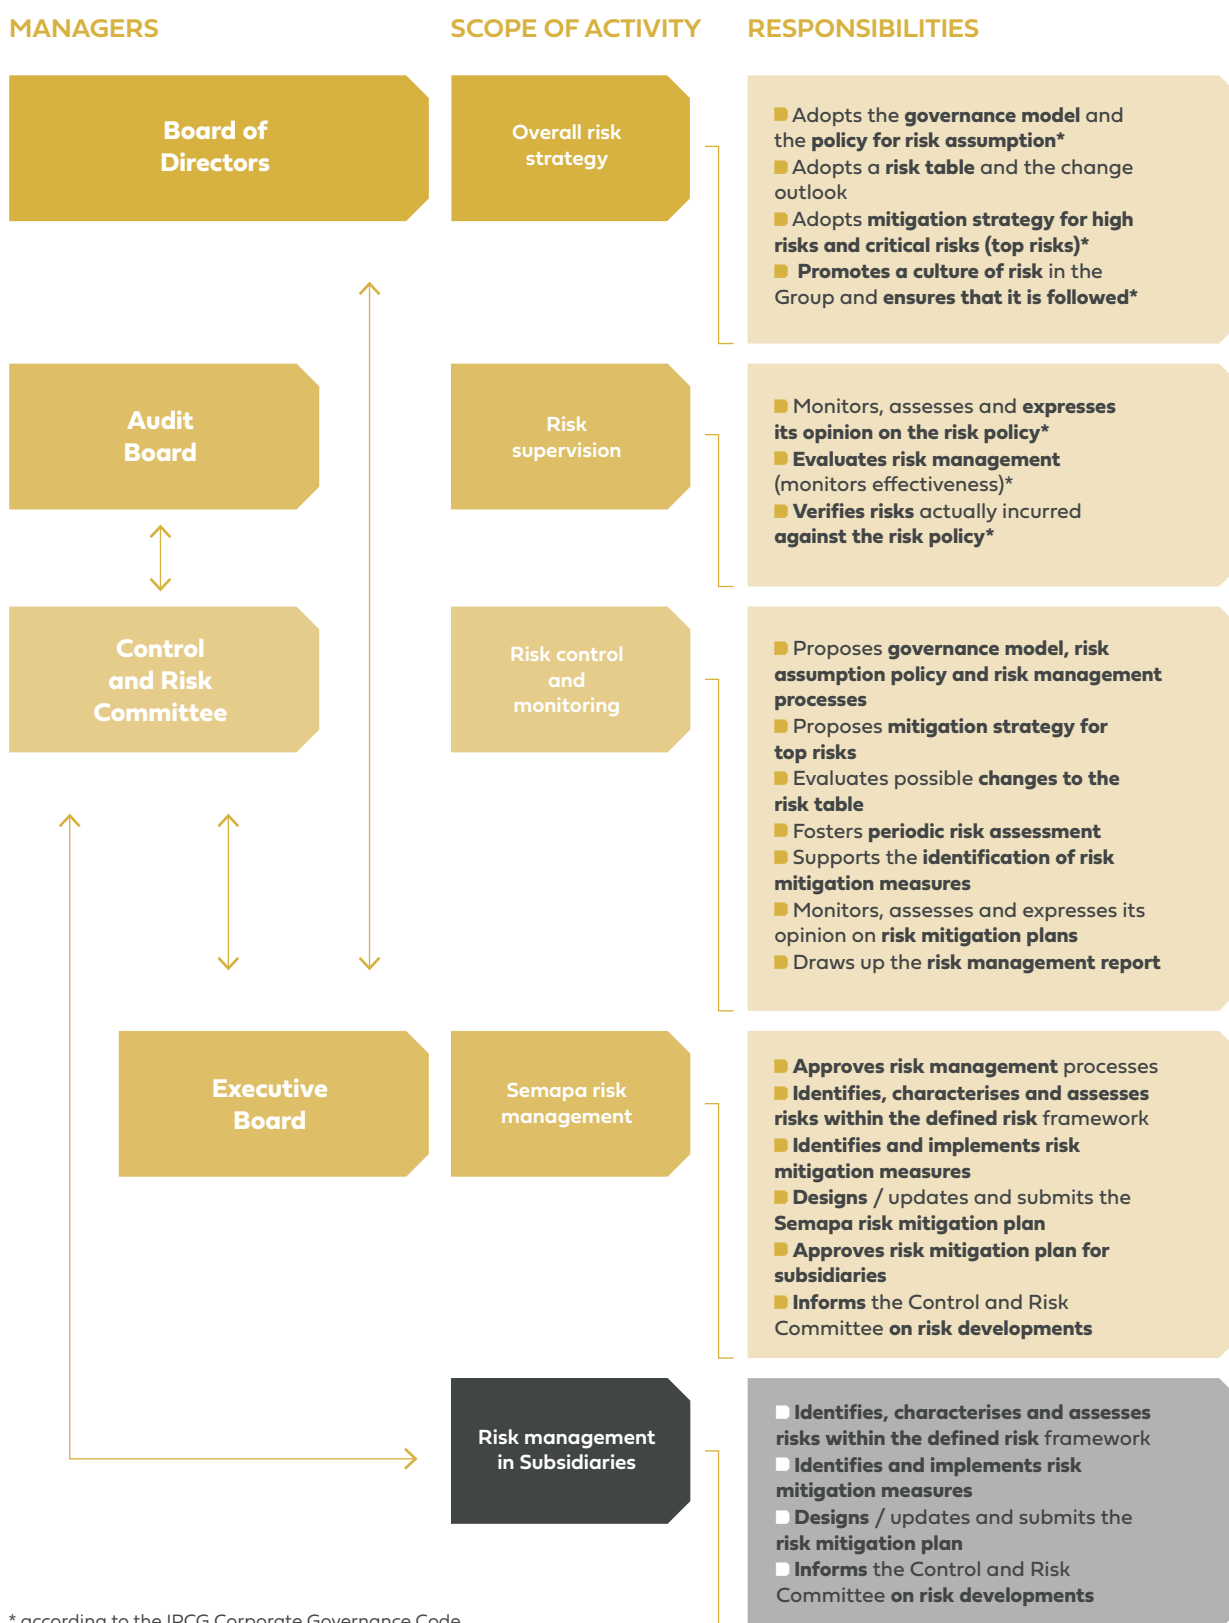 MANAGERS
SCOPE OF ACTIVITY
RESPONSIBILITIES
Board of
Directors
Overall risk
strategy
Adopts the governance model and
the policy for risk assumption*
Adopts a risk table and the change
outlook
Adopts mitigation strategy for high
risks and critical risks (top risks)*
Promotes a culture of risk in the
Group and ensures that it is followed*
Audit
Board
Risk
supervision
Monitors, assesses and expresses
its opinion on the risk policy*
Evaluates risk management
(monitors effectiveness)*
Verifies risks actually incurred
against the risk policy*
Control
and Risk
Committee
Risk control
and
monitoring
Proposes governance model, risk
assumption policy and risk management
processes
Proposes mitigation strategy for
top risks
Evaluates possible changes to the
risk table
Fosters periodic risk assessment
Supports the identification of risk
mitigation measures
Monitors, assesses and expresses its
opinion on risk mitigation plans
Draws up the risk management report
Executive
Board
Semapa risk
management
Approves risk management processes
Identifies, characterises and assesses
risks within the defined risk framework
Identifies and implements risk
mitigation measures
Designs / updates and submits the
Semapa risk mitigation plan
Approves risk mitigation plan for
subsidiaries
Informs the Control and Risk
Committee on risk developments
Risk management
in Subsidiaries
Identifies, characterises and assesses
risks within the defined risk framework
Identifies and implements risk
mitigation measures
Designs / updates and submits the
risk mitigation plan
Informs the Control and Risk
Committee on risk developments
* according to the IPCG Corporate Governance Code